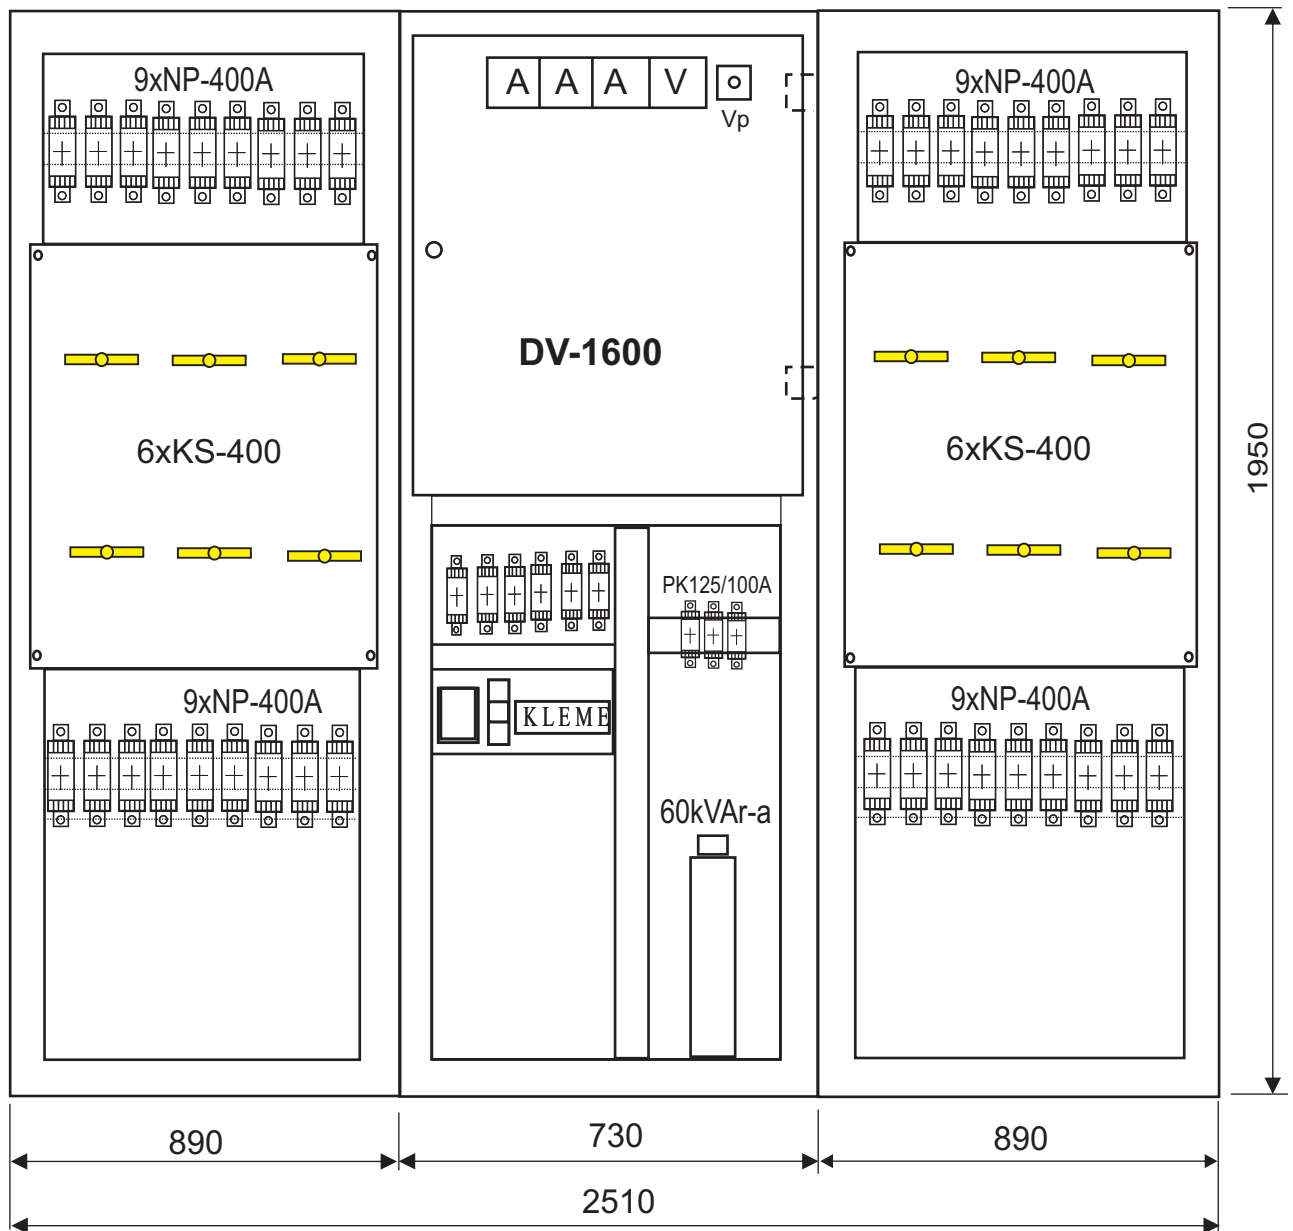 9xNP-400A
A A A V
Vp
9xNP-400A
DV-1600
6xKS-400
6xKS-400
1950
PK125/100A
9xNP-400A
KLEME
9xNP-400A
60kVAr-a
890
730
890
2510